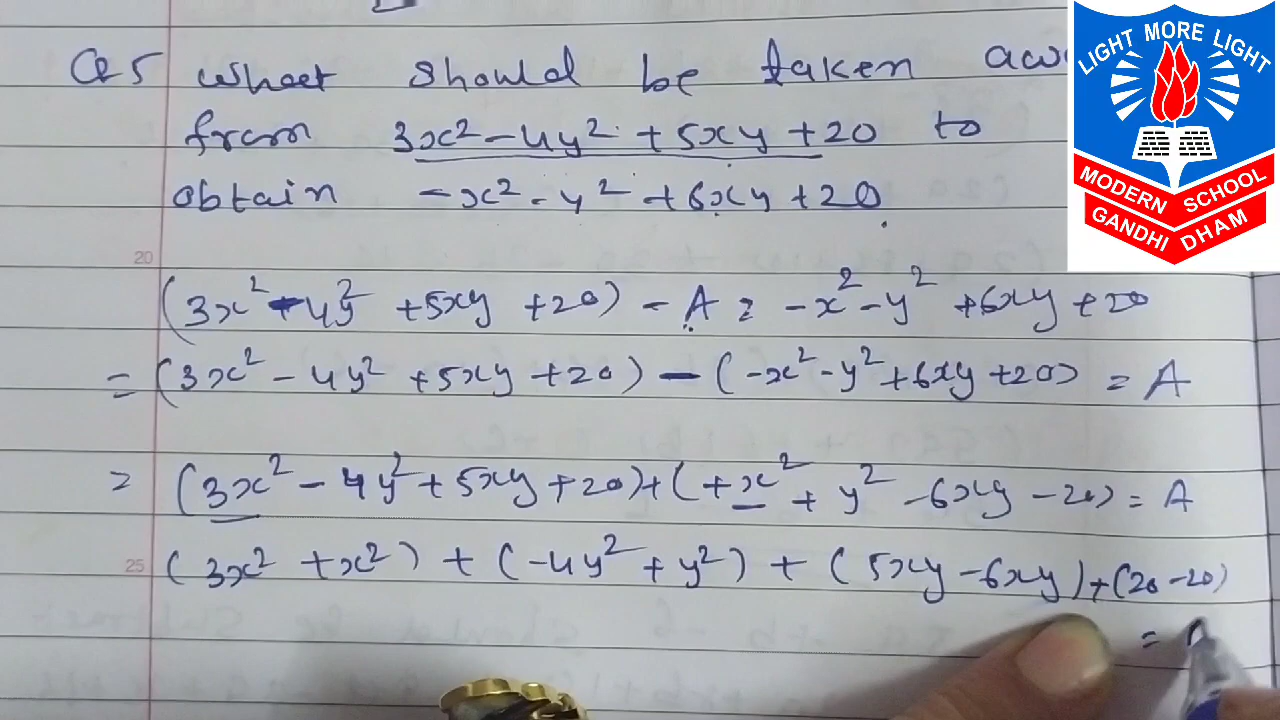 Q5 What should be taken aw
from 3x² - 4y² + 5xy + 20 to
obtain -x² - y² + 6xy + 20.
20
(3x² - 4y² + 5xy + 20) - A = -x² - y² + 6xy + 20
= (3x² - 4y² + 5xy + 20) - (-x² - y² + 6xy + 20) = A
= (3x² - 4y² + 5xy + 20) + (+x² + y² - 6xy - 20) = A
25
(3x² + x²) + (-4y² + y²) + (5xy - 6xy) + (20 - 20)
= A
LIGHT MORE LIGHT
MODERN SCHOOL
GANDHI DHAM